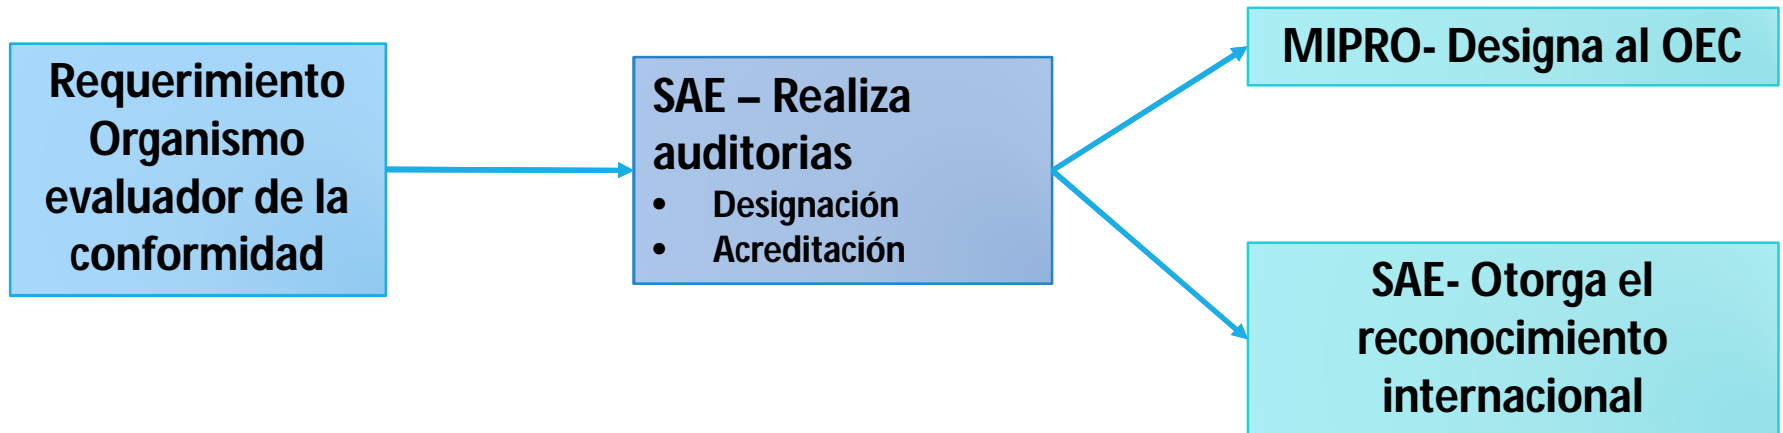 Requerimiento
Organismo
evaluador de la
conformidad
SAE – Realiza
auditorias
• Designación
• Acreditación
MIPRO- Designa al OEC
SAE- Otorga el
reconocimiento
internacional